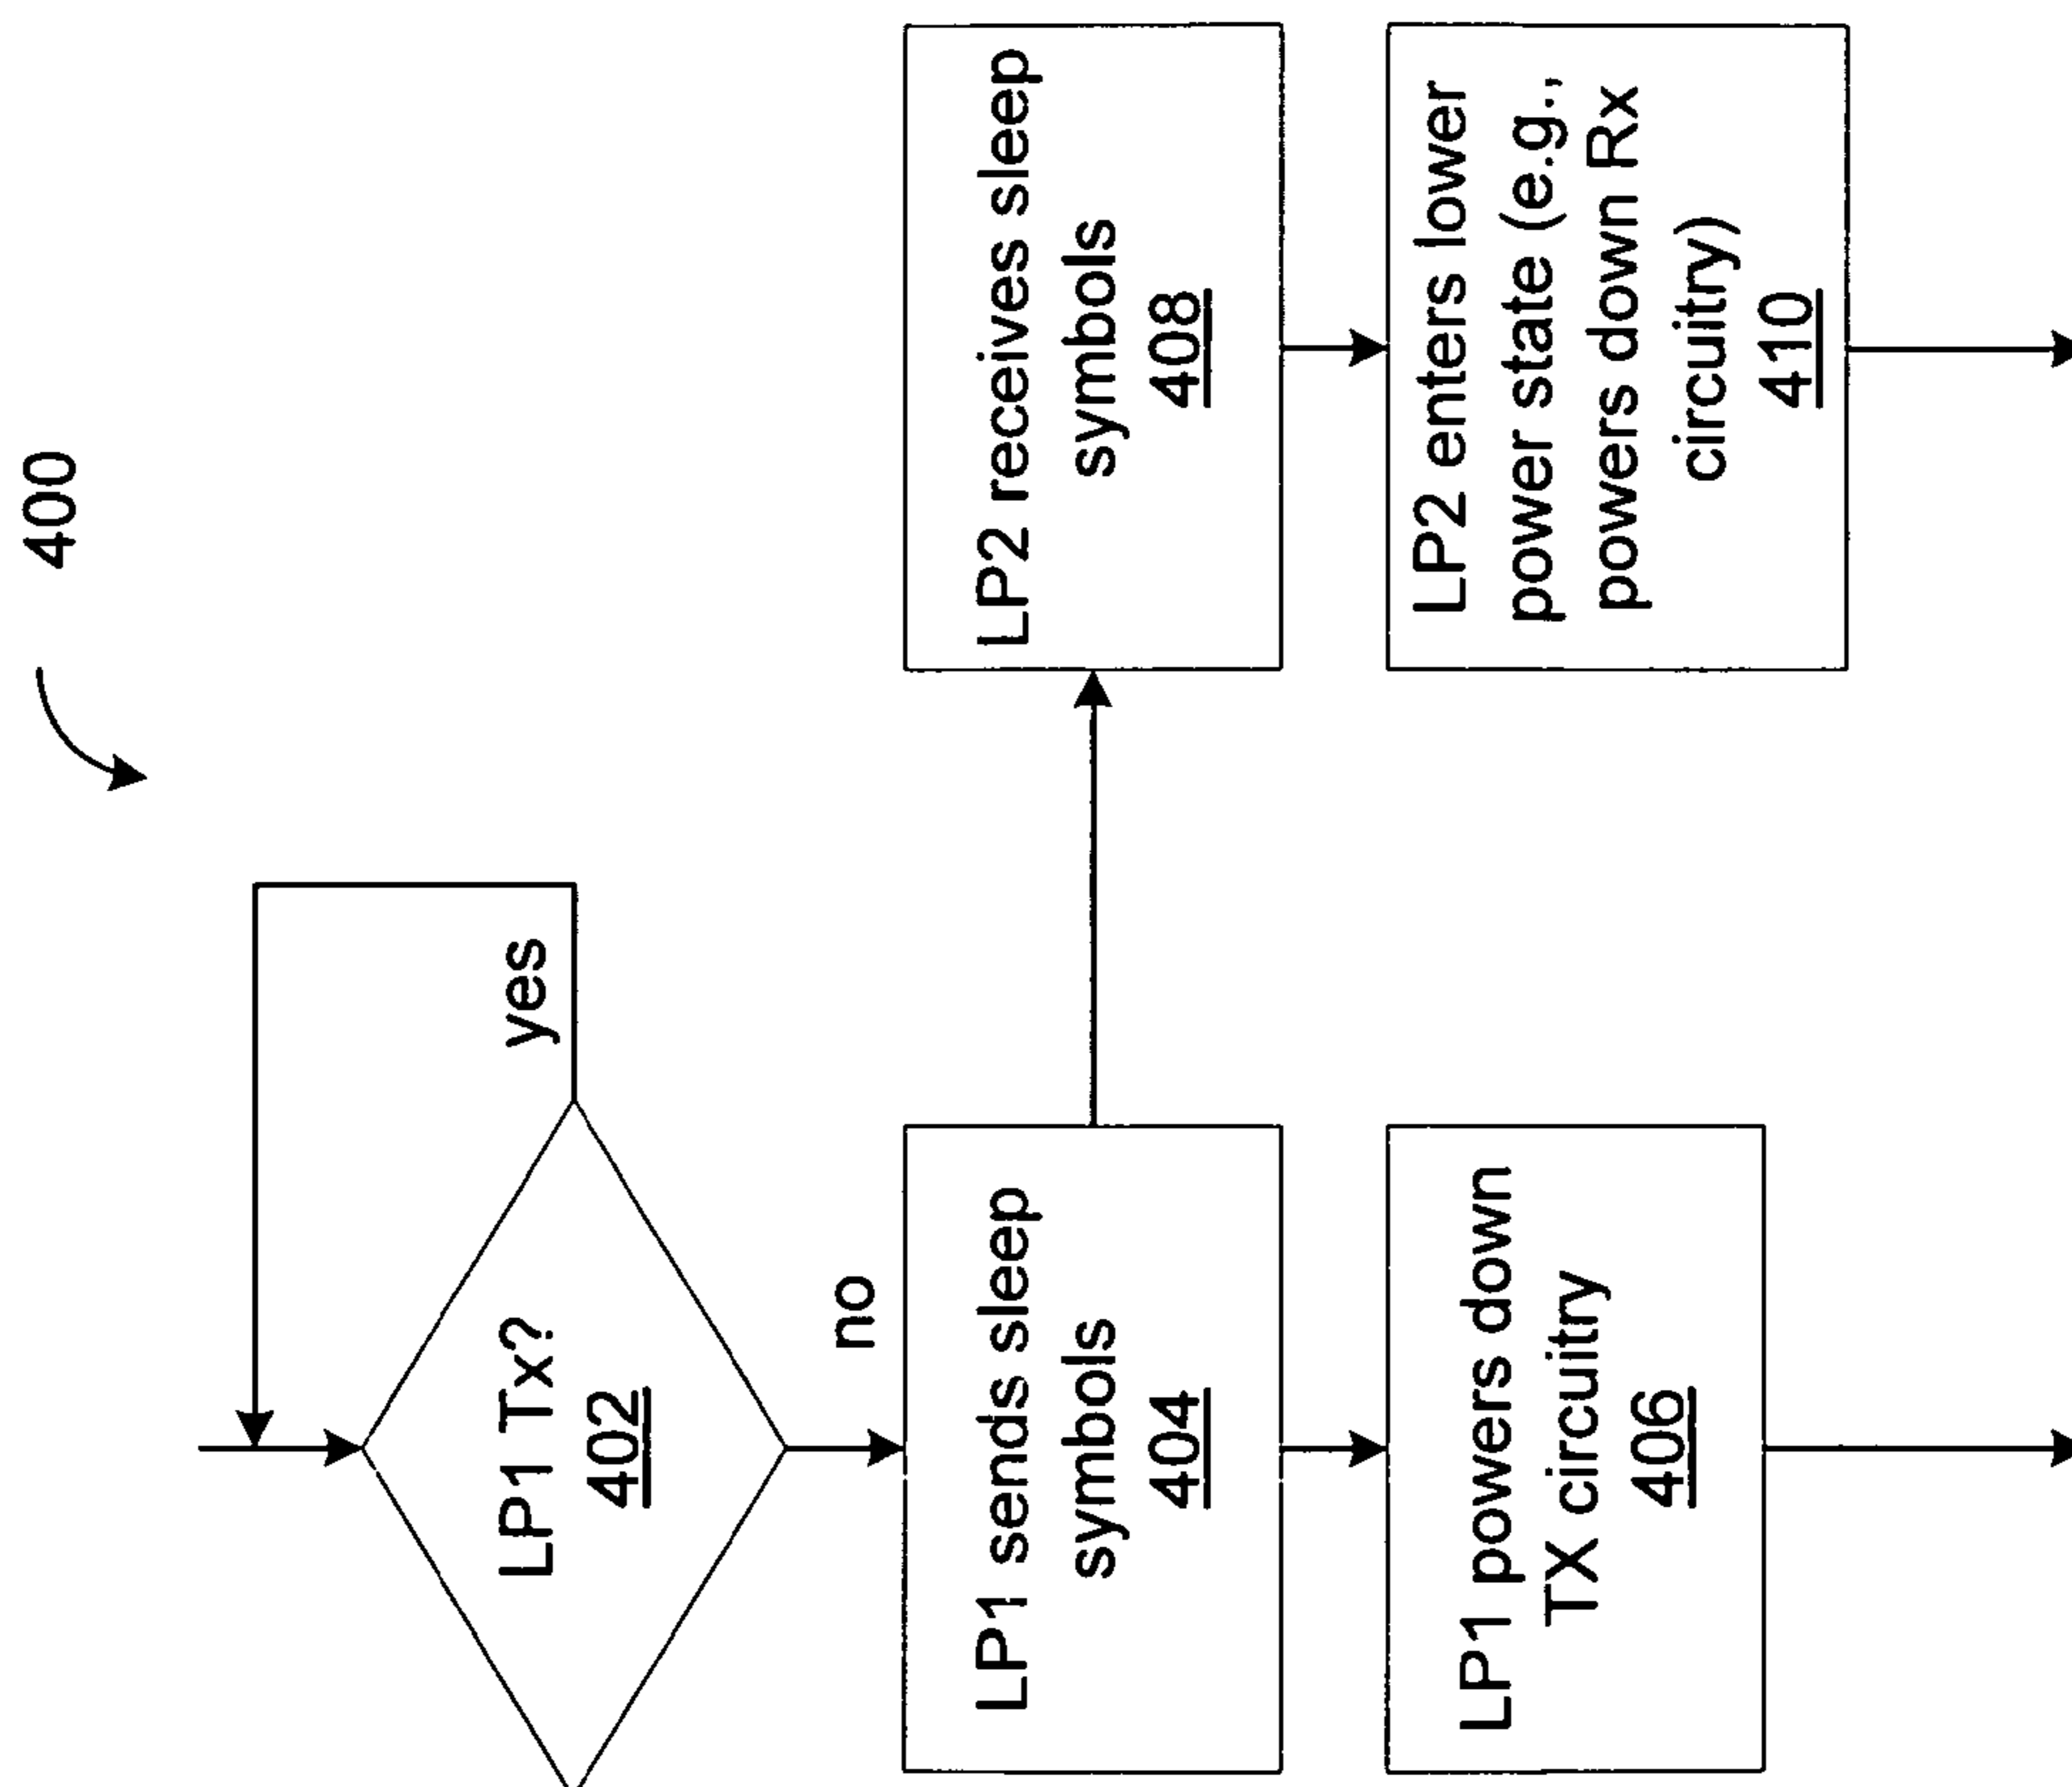 400
LP1 Tx?
402
yes
no
LP1 sends sleep
symbols
404
LP2 receives sleep
symbols
408
LP1 powers down
TX circuitry
406
LP2 enters lower
power state (e.g.,
powers down Rx
circuitry)
410